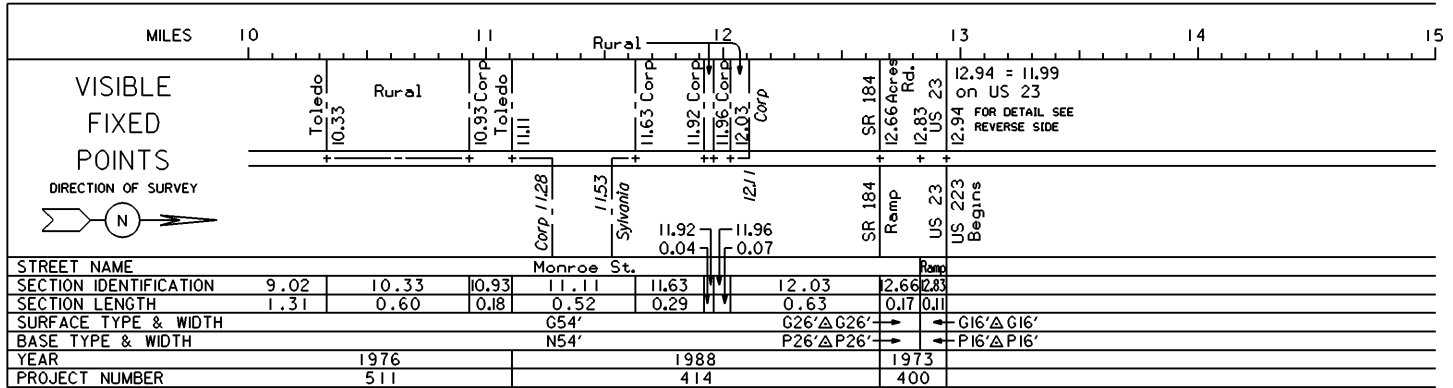 MILES 10 11 12 13 14 15
Rural
VISIBLE
FIXED
POINTS
DIRECTION OF SURVEY
N
Toledo
10.33
Rural
10.93 Corp
Toledo
11.11
11.63 Corp
11.92 Corp
11.96 Corp
12.03
Corp
SR 184
12.66 Acres
Rd.
12.83
US 23
12.94
12.94 = 11.99
on US 23
FOR DETAIL SEE
REVERSE SIDE
Corp 11.28
11.53
Sylvania
12.11
11.92 11.96
0.04 0.07
SR 184
Ramp
US 23
US 223
Begins
STREET NAME Monroe St. Ramp
SECTION IDENTIFICATION 9.02 10.33 10.93 11.11 11.63 12.03 12.66 12.83
SECTION LENGTH 1.31 0.60 0.18 0.52 0.29 0.63 0.17 0.11
SURFACE TYPE & WIDTH G54' G26'△G26' G16'△G16'
BASE TYPE & WIDTH N54' P26'△P26' P16'△P16'
YEAR 1976 1988 1973
PROJECT NUMBER 511 414 400